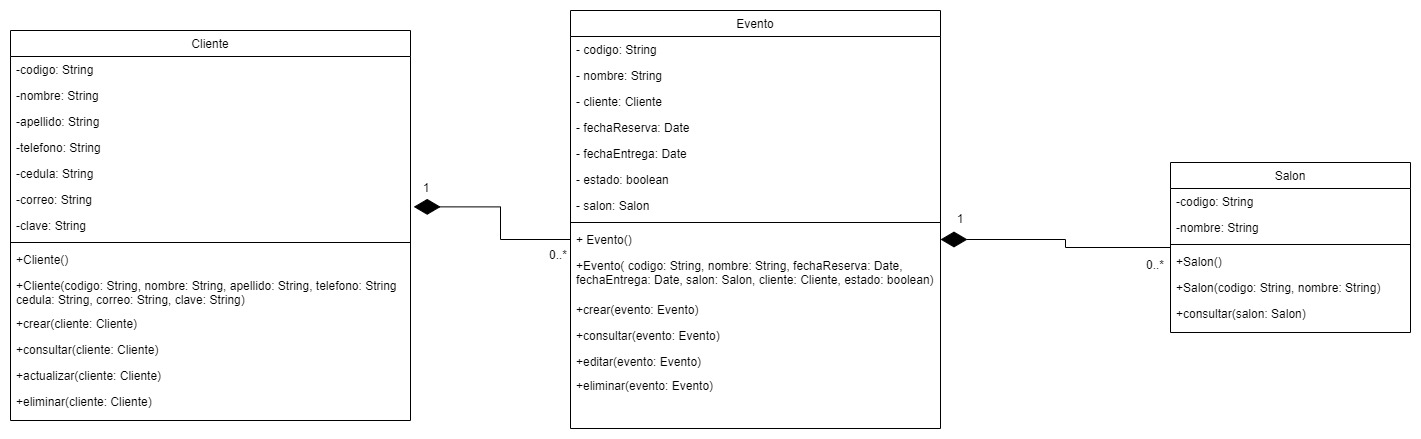 Cliente
-codigo: String
-nombre: String
-apellido: String
-telefono: String
-cedula: String
-correo: String
-clave: String
+Cliente()
+Cliente(codigo: String, nombre: String, apellido: String, telefono: String
cedula: String, correo: String, clave: String)
+crear(cliente: Cliente)
+consultar(cliente: Cliente)
+actualizar(cliente: Cliente)
+eliminar(cliente: Cliente)
1
0..*
Evento
- codigo: String
- nombre: String
- cliente: Cliente
- fechaReserva: Date
- fechaEntrega: Date
- estado: boolean
- salon: Salon
+ Evento()
+Evento( codigo: String, nombre: String, fechaReserva: Date,
fechaEntrega: Date, salon: Salon, cliente: Cliente, estado: boolean)
+crear(evento: Evento)
+consultar(evento: Evento)
+editar(evento: Evento)
+eliminar(evento: Evento)
1
0..*
Salon
-codigo: String
-nombre: String
+Salon()
+Salon(codigo: String, nombre: String)
+consultar(salon: Salon)